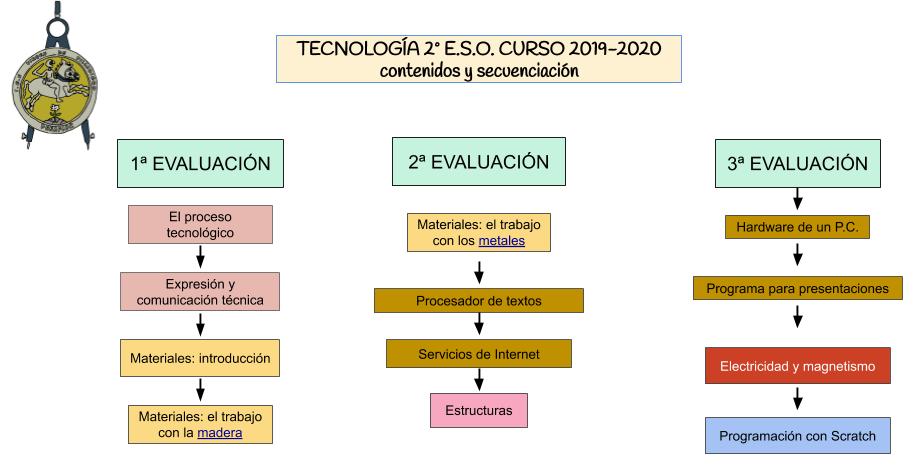 TECNOLOGÍA 2º E.S.O. CURSO 2019-2020
contenidos y secuenciación
1ª EVALUACIÓN
El proceso
tecnológico
Expresión y
comunicación técnica
Materiales: introducción
Materiales: el trabajo
con la madera
2ª EVALUACIÓN
Materiales: el trabajo
con los metales
Procesador de textos
Servicios de Internet
Estructuras
3ª EVALUACIÓN
Hardware de un P.C.
Programa para presentaciones
Electricidad y magnetismo
Programación con Scratch